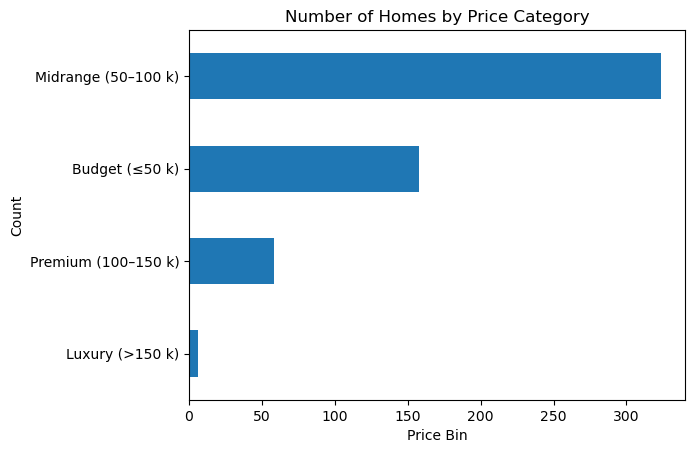 Number of Homes by Price Category
Count
Midrange (50–100 k)
Budget (≤50 k)
Premium (100–150 k)
Luxury (>150 k)
0 50 100 150 200 250 300
Price Bin